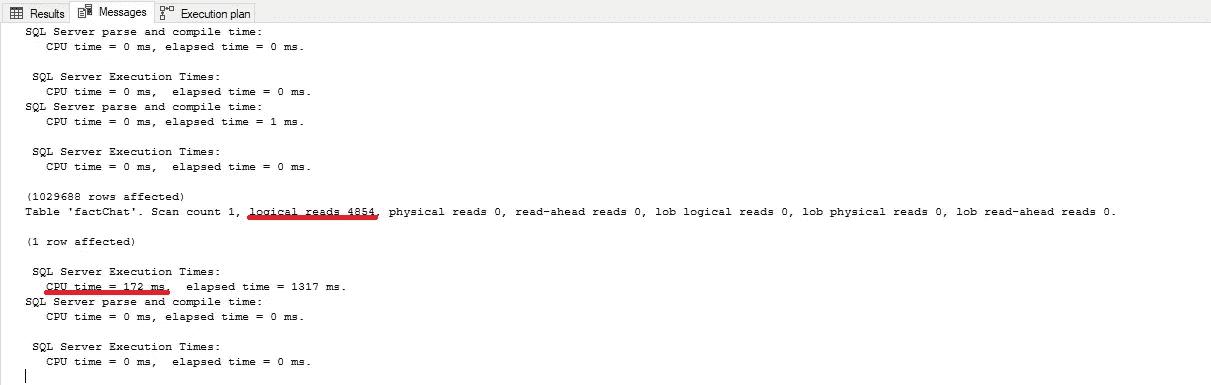 Results Messages Execution plan
SQL Server parse and compile time:
CPU time = 0 ms, elapsed time = 0 ms.
SQL Server Execution Times:
CPU time = 0 ms, elapsed time = 0 ms.
SQL Server parse and compile time:
CPU time = 0 ms, elapsed time = 1 ms.
SQL Server Execution Times:
CPU time = 0 ms, elapsed time = 0 ms.
(1029688 rows affected)
Table 'factChat'. Scan count 1, logical reads 4854, physical reads 0, read-ahead reads 0, lob logical reads 0, lob physical reads 0, lob read-ahead reads 0.
(1 row affected)
SQL Server Execution Times:
CPU time = 172 ms, elapsed time = 1317 ms.
SQL Server parse and compile time:
CPU time = 0 ms, elapsed time = 0 ms.
SQL Server Execution Times:
CPU time = 0 ms, elapsed time = 0 ms.